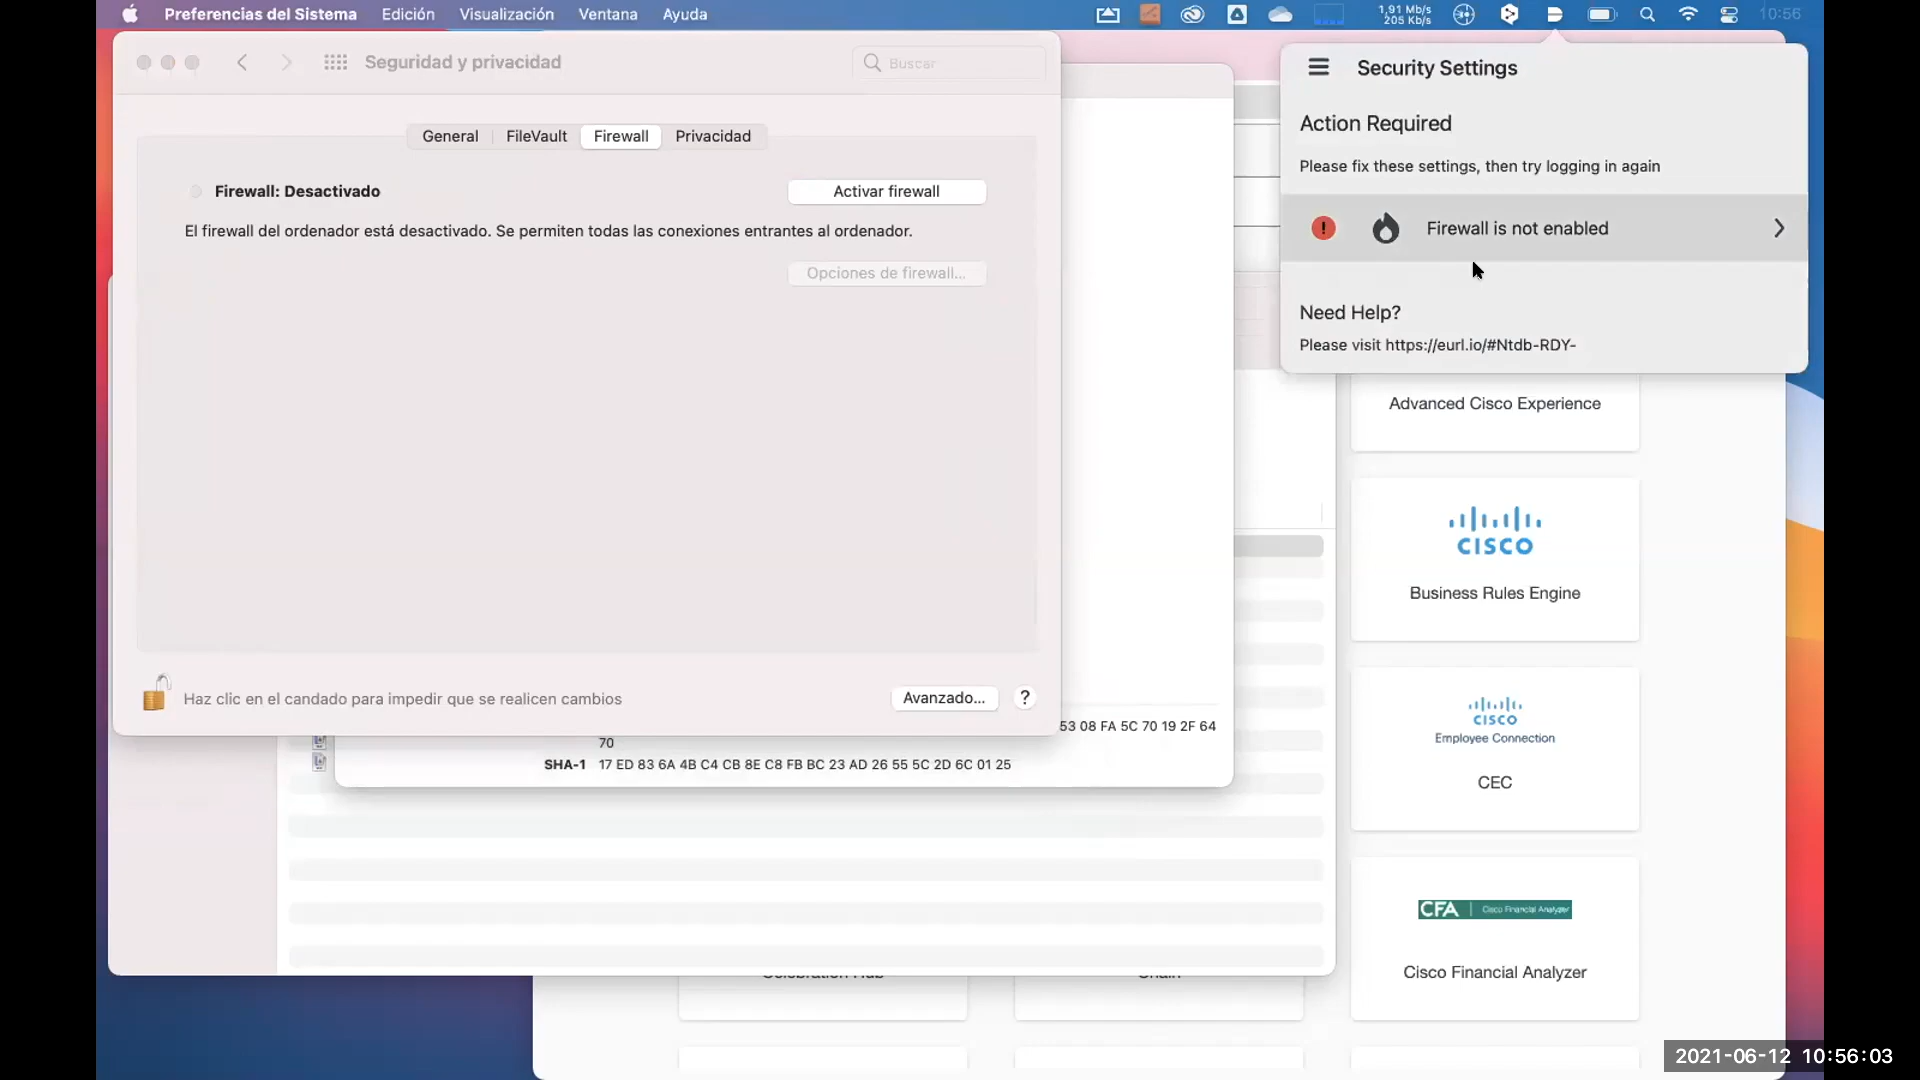 Preferencias del Sistema Edición Visualización Ventana Ayuda 1,91 Mb/s 10:56
205 Kb/s
Seguridad y privacidad Buscar
General FileVault Firewall Privacidad
Firewall: Desactivado Activar firewall
El firewall del ordenador está desactivado. Se permiten todas las conexiones entrantes al ordenador.
Opciones de firewall...
Haz clic en el candado para impedir que se realicen cambios Avanzado... ?
53 08 FA 5C 70 19 2F 64
70
SHA-1 17 ED 83 6A 4B C4 CB 8E C8 FB BC 23 AD 26 55 5C 2D 6C 01 25
Security Settings
Action Required
Please fix these settings, then try logging in again
! Firewall is not enabled
Need Help?
Please visit https://eurl.io/#Ntdb-RDY-
Advanced Cisco Experience
CISCO
Business Rules Engine
CISCO
Employee Connection
CEC
CFA Cisco Financial Analyzer
Cisco Financial Analyzer
2021-06-12 10:56:03